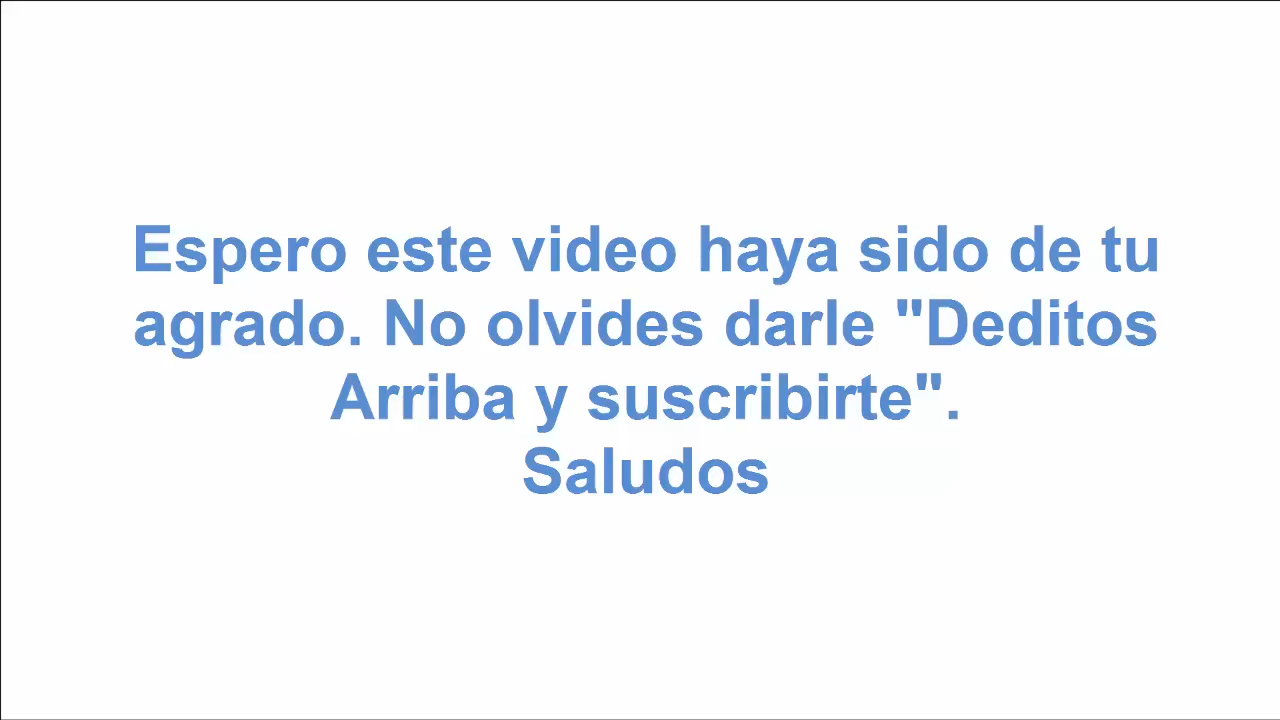 Espero este video haya sido de tu
agrado. No olvides darle "Deditos
Arriba y suscribirte".
Saludos